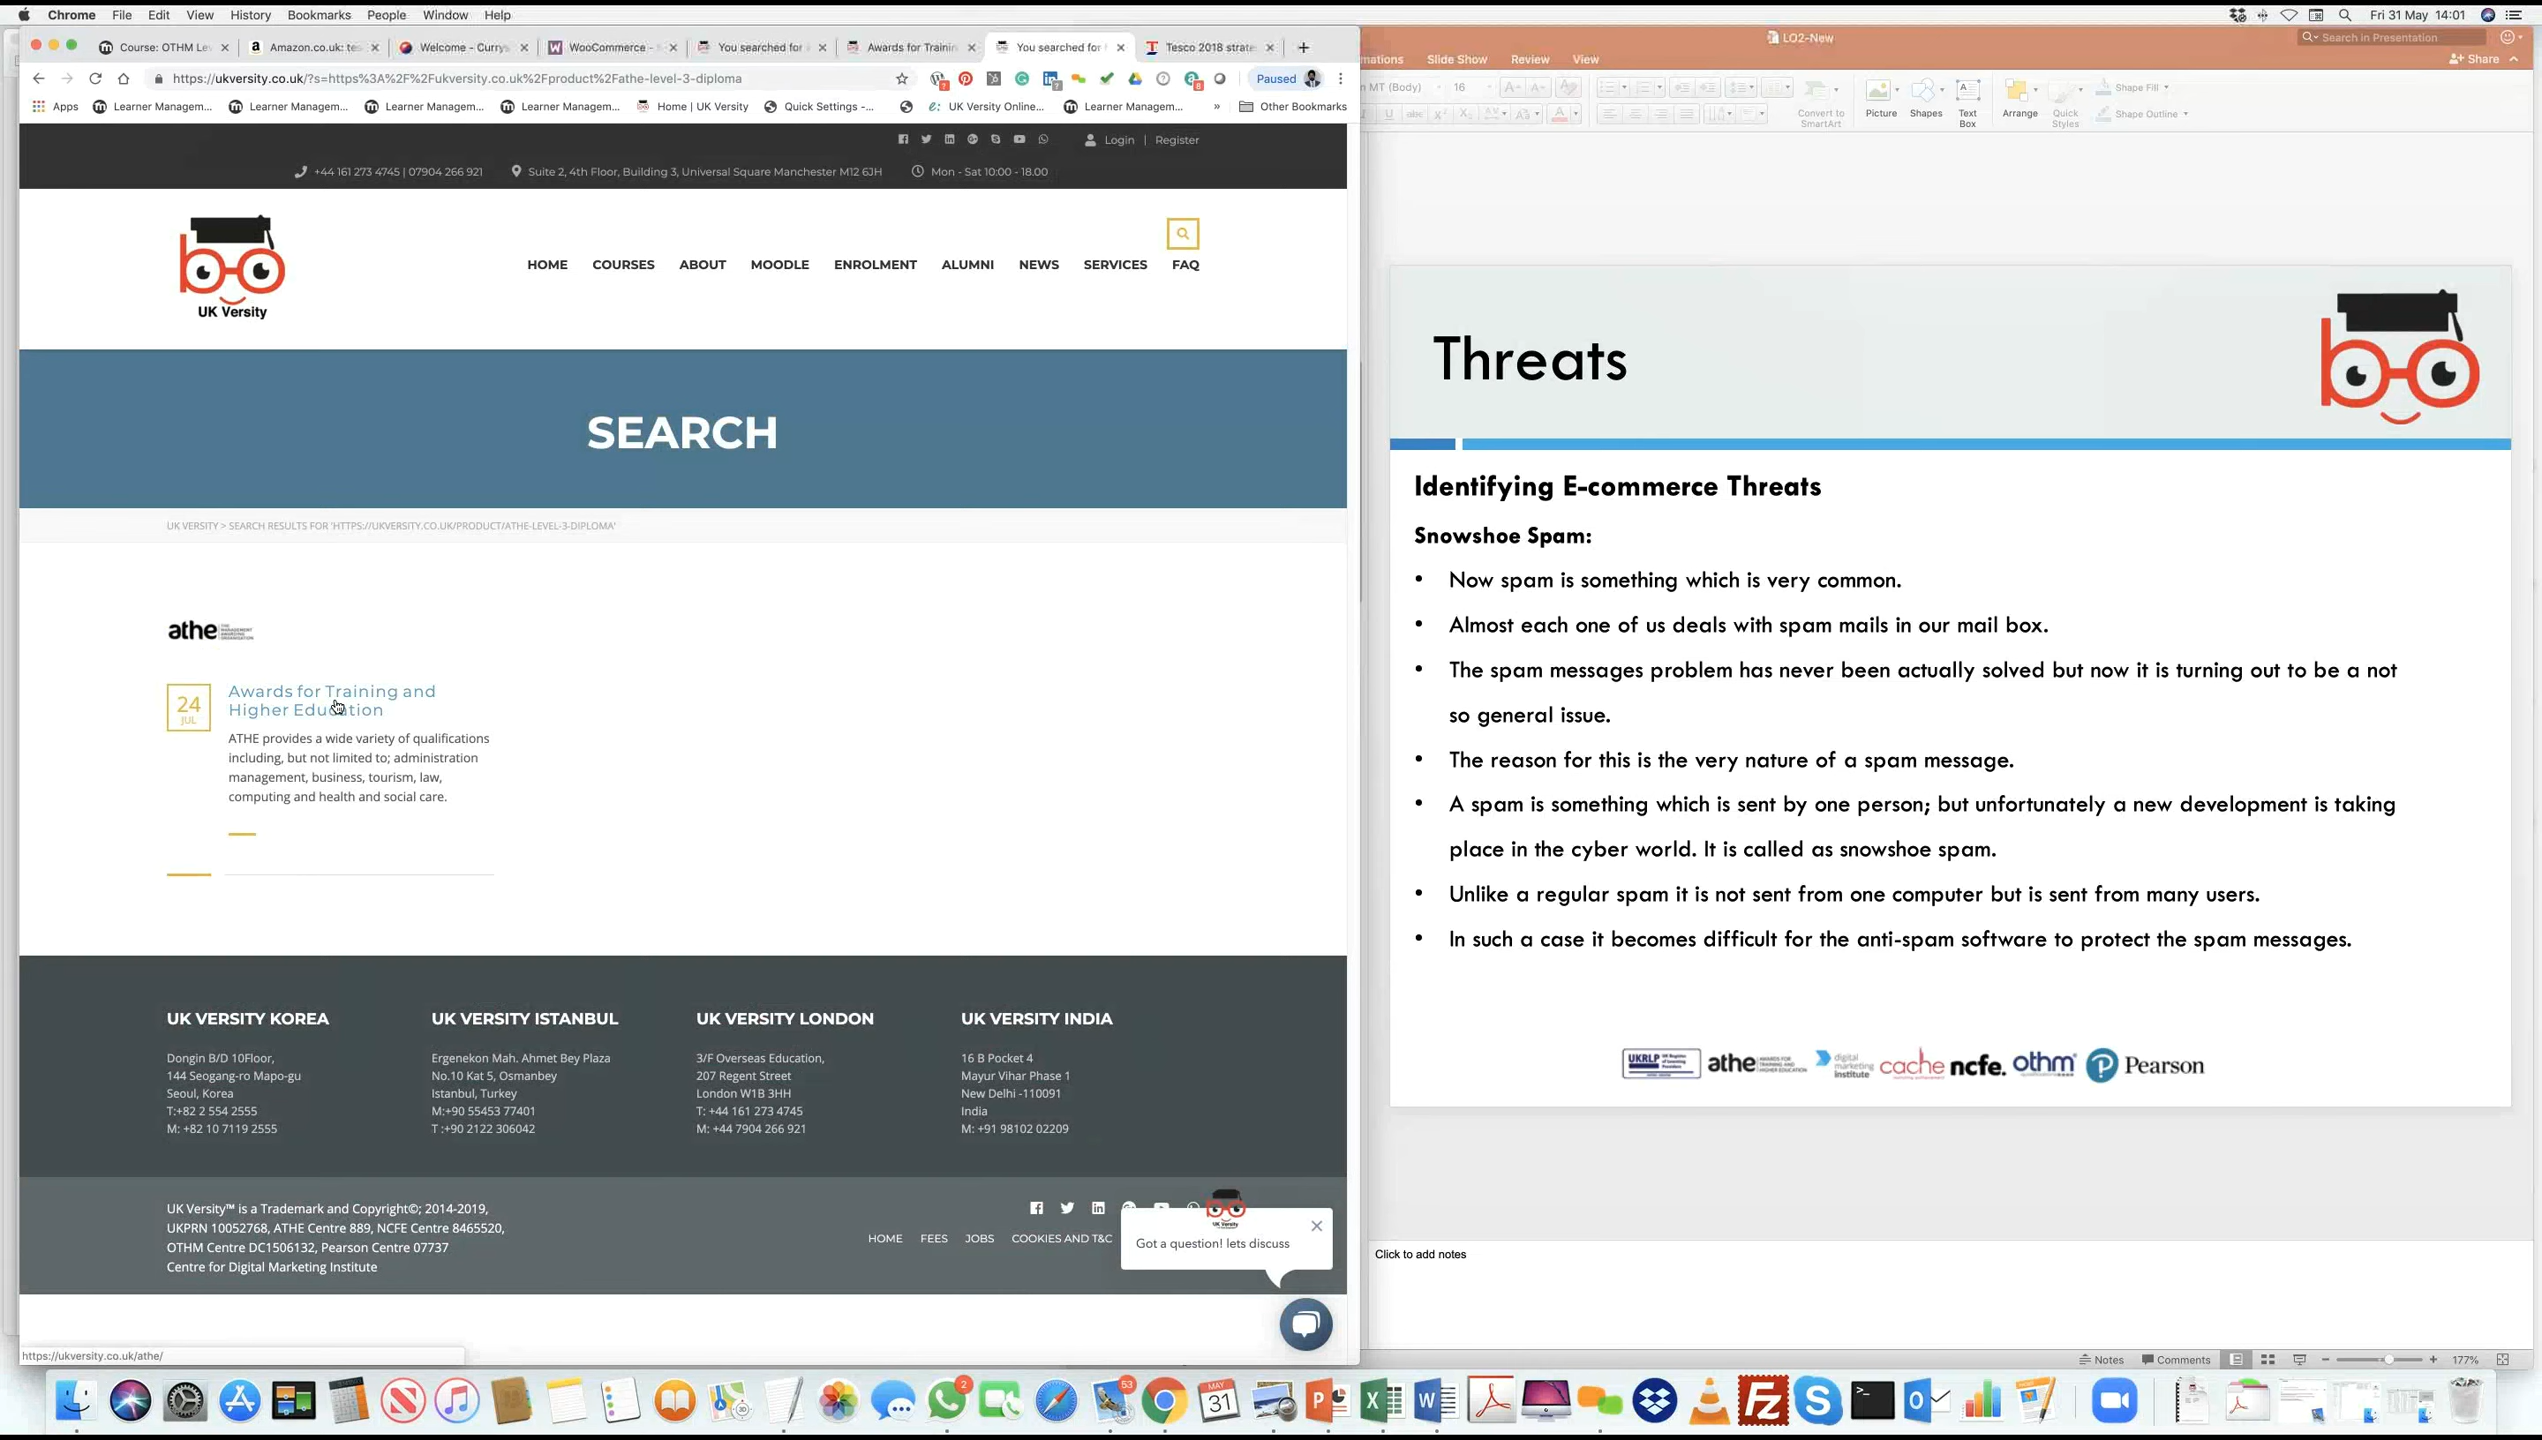 Chrome File Edit View History Bookmarks People Window Help
Fri 31 May 14:01
Course: OTHM Le
Amazon.co.uk: tes
Welcome - Currys
WooCommerce -
You searched for
Awards for Trainin
You searched for
Tesco 2018 strate
https://ukversity.co.uk/?s=https%3A%2F%2Fukversity.co.uk%2Fproduct%2Fathe-level-3-diploma
Paused
Apps Learner Managem... Learner Managem... Learner Managem... Learner Managem... Home | UK Versity Quick Settings -... UK Versity Online... Learner Managem... » Other Bookmarks
Login | Register
+44 161 273 4745 | 07904 266 921 Suite 2, 4th Floor, Building 3, Universal Square Manchester M12 6JH Mon - Sat 10:00 - 18.00
UK Versity
HOME COURSES ABOUT MOODLE ENROLMENT ALUMNI NEWS SERVICES FAQ
SEARCH
UK VERSITY > SEARCH RESULTS FOR 'HTTPS://UKVERSITY.CO.UK/PRODUCT/ATHE-LEVEL-3-DIPLOMA'
athe
24
JUL
Awards for Training and
Higher Education
ATHE provides a wide variety of qualifications
including, but not limited to; administration
management, business, tourism, law,
computing and health and social care.
UK VERSITY KOREA
Dongin B/D 10Floor,
144 Seogang-ro Mapo-gu
Seoul, Korea
T:+82 2 554 2555
M: +82 10 7119 2555
UK VERSITY ISTANBUL
Ergenekon Mah. Ahmet Bey Plaza
No.10 Kat 5, Osmanbey
Istanbul, Turkey
M:+90 55453 77401
T :+90 2122 306042
UK VERSITY LONDON
3/F Overseas Education,
207 Regent Street
London W1B 3HH
T: +44 161 273 4745
M: +44 7904 266 921
UK VERSITY INDIA
16 B Pocket 4
Mayur Vihar Phase 1
New Delhi -110091
India
M: +91 98102 02209
UK Versity™ is a Trademark and Copyright©; 2014-2019,
UKPRN 10052768, ATHE Centre 889, NCFE Centre 8465520,
OTHM Centre DC1506132, Pearson Centre 07737
Centre for Digital Marketing Institute
HOME FEES JOBS COOKIES AND T&C
Got a question! lets discuss
https://ukversity.co.uk/athe/
LO2-New
Search in Presentation
mations Slide Show Review View
Share
MT (Body) 16
Convert to
SmartArt
Picture Shapes
Text
Box
Arrange
Quick
Styles
Shape Fill
Shape Outline
Threats
Identifying E-commerce Threats
Snowshoe Spam:
• Now spam is something which is very common.
• Almost each one of us deals with spam mails in our mail box.
• The spam messages problem has never been actually solved but now it is turning out to be a not
so general issue.
• The reason for this is the very nature of a spam message.
• A spam is something which is sent by one person; but unfortunately a new development is taking
place in the cyber world. It is called as snowshoe spam.
• Unlike a regular spam it is not sent from one computer but is sent from many users.
• In such a case it becomes difficult for the anti-spam software to protect the spam messages.
UKRLP athe digital marketing institute cache ncfe. othm Pearson
Click to add notes
Notes Comments 177%
2
53
MAY
31